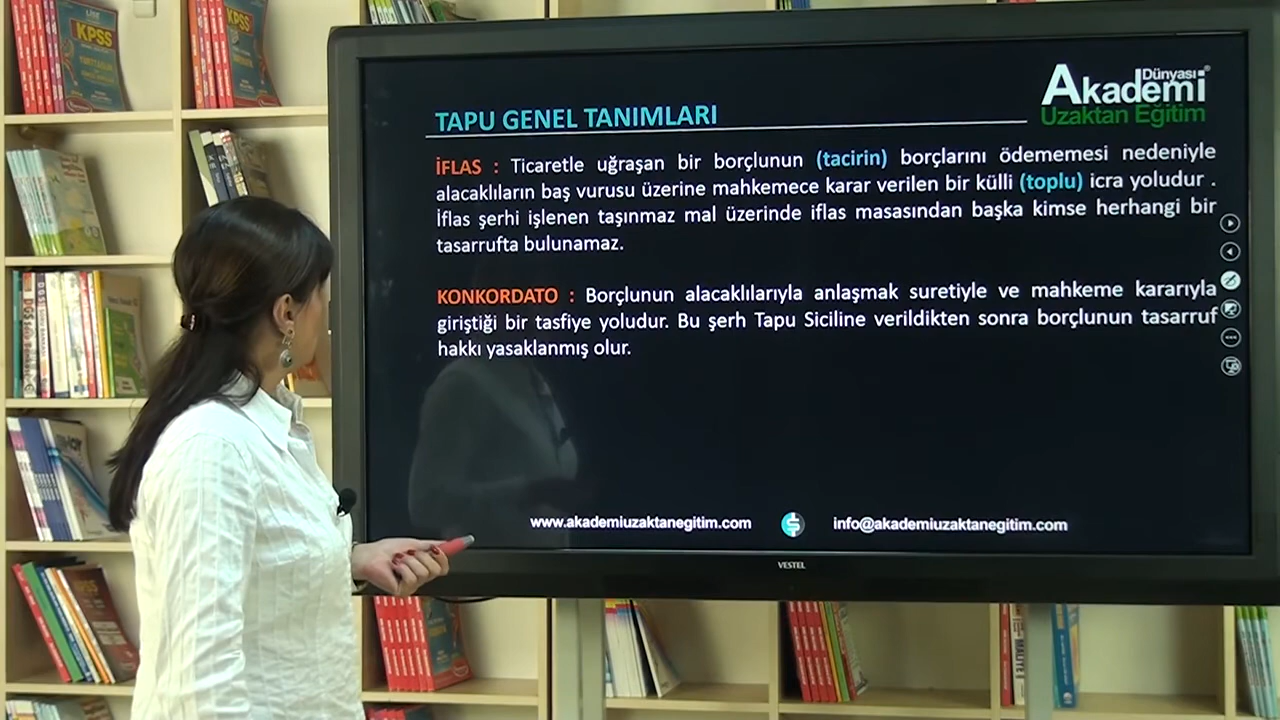 KPSS
KPSS
Akademi
Dünyası
Uzaktan Eğitim
TAPU GENEL TANIMLARI
İFLAS : Ticaretle uğraşan bir borçlunun (tacirin) borçlarını ödememesi nedeniyle
alacaklıların baş vurusu üzerine mahkemece karar verilen bir külli (toplu) icra yoludur .
İflas şerhi işlenen taşınmaz mal üzerinde iflas masasından başka kimse herhangi bir
tasarrufta bulunamaz.
KONKORDATO : Borçlunun alacaklılarıyla anlaşmak suretiyle ve mahkeme kararıyla
giriştiği bir tasfiye yoludur. Bu şerh Tapu Siciline verildikten sonra borçlunun tasarruf
hakkı yasaklanmış olur.
www.akademiuzaktanegitim.com
info@akademiuzaktanegitim.com
VESTEL
KPSS